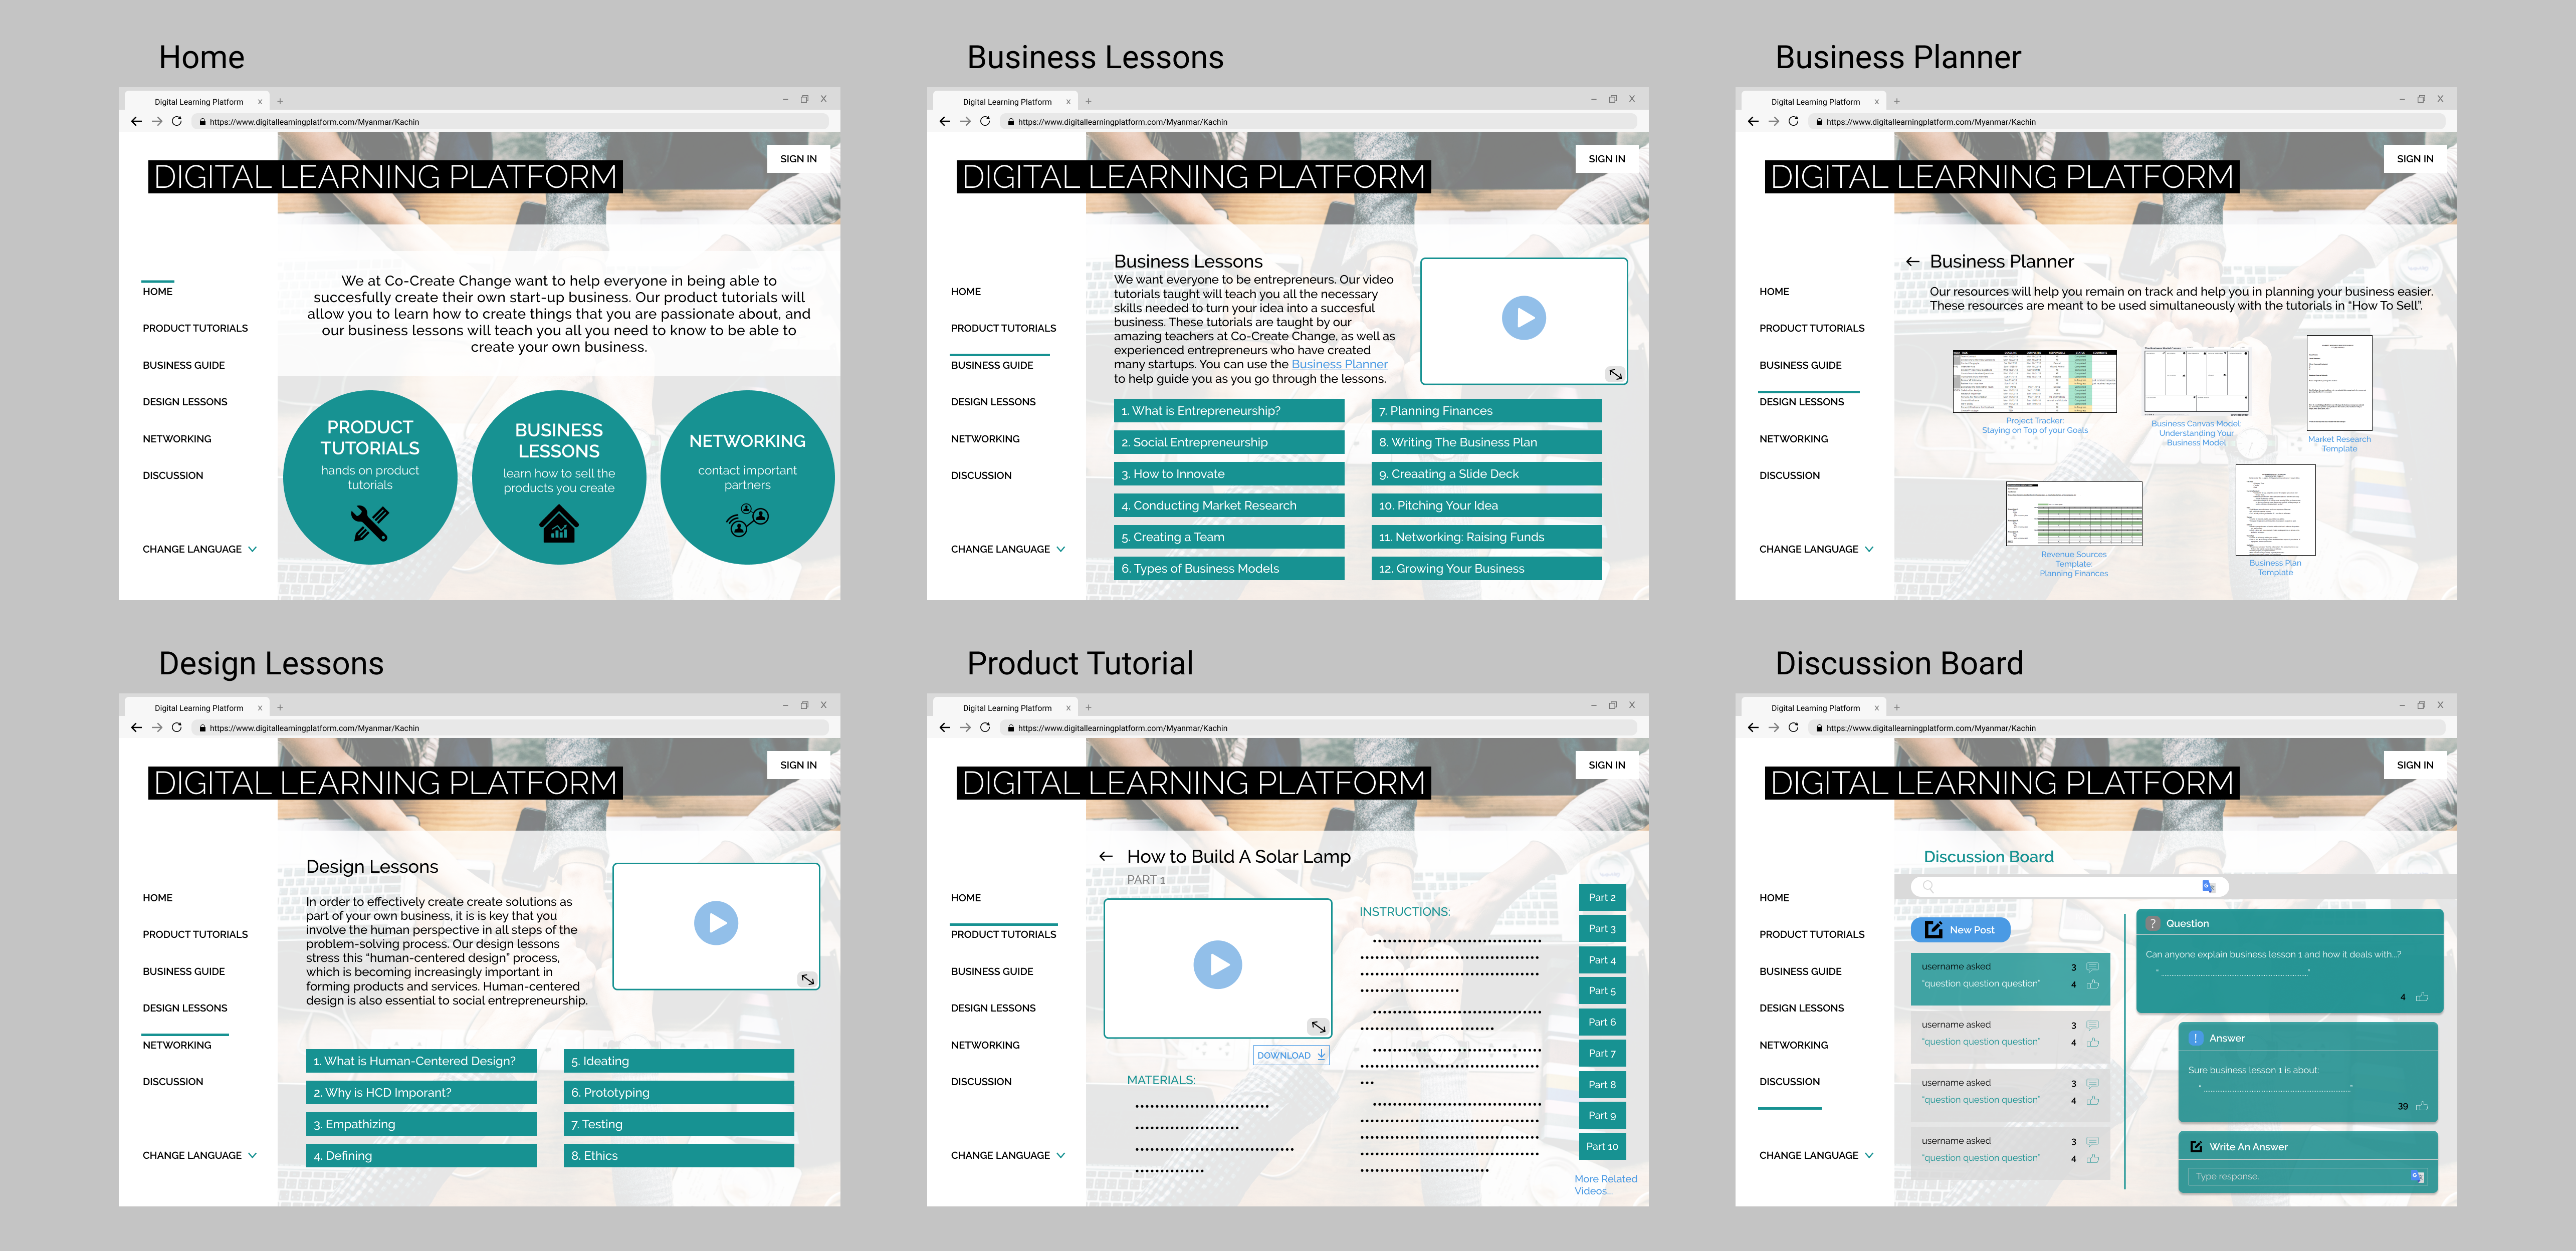 Home
Digital Learning Platform x +
https://www.digitallearningplatform.com/Myanmar/Kachin
SIGN IN
DIGITAL LEARNING PLATFORM
HOME
PRODUCT TUTORIALS
BUSINESS GUIDE
DESIGN LESSONS
NETWORKING
DISCUSSION
CHANGE LANGUAGE
We at Co-Create Change want to help everyone in being able to
succesfully create their own start-up business. Our product tutorials will
allow you to learn how to create things that you are passionate about, and
our business lessons will teach you all you need to know to be able to
create your own business.
PRODUCT
TUTORIALS
hands on product
tutorials
BUSINESS
LESSONS
learn how to sell the
products you create
NETWORKING
contact important
partners
Business Lessons
Digital Learning Platform x +
https://www.digitallearningplatform.com/Myanmar/Kachin
SIGN IN
DIGITAL LEARNING PLATFORM
HOME
PRODUCT TUTORIALS
BUSINESS GUIDE
DESIGN LESSONS
NETWORKING
DISCUSSION
CHANGE LANGUAGE
Business Lessons
We want everyone to be entrepreneurs. Our video
tutorials taught will teach you all the necessary
skills needed to turn your idea into a succesful
business. These tutorials are taught by our
amazing teachers at Co-Create Change, as well as
experienced entrepreneurs who have created
many startups. You can use the Business Planner
to help guide you as you go through the lessons.
1. What is Entrepreneurship?
2. Social Entrepreneurship
3. How to Innovate
4. Conducting Market Research
5. Creating a Team
6. Types of Business Models
7. Planning Finances
8. Writing The Business Plan
9. Creaating a Slide Deck
10. Pitching Your Idea
11. Networking: Raising Funds
12. Growing Your Business
Business Planner
Digital Learning Platform x +
https://www.digitallearningplatform.com/Myanmar/Kachin
SIGN IN
DIGITAL LEARNING PLATFORM
HOME
PRODUCT TUTORIALS
BUSINESS GUIDE
DESIGN LESSONS
NETWORKING
DISCUSSION
CHANGE LANGUAGE
Business Planner
Our resources will help you remain on track and help you in planning your business easier.
These resources are meant to be used simultaneously with the tutorials in “How To Sell”.
Project Tracker:
Staying on Top of your Goals
Business Canvas Model:
Understanding Your
Business Model
Market Research
Template
Revenue Sources
Template:
Planning Finances
Business Plan
Template
Design Lessons
Digital Learning Platform x +
https://www.digitallearningplatform.com/Myanmar/Kachin
SIGN IN
DIGITAL LEARNING PLATFORM
HOME
PRODUCT TUTORIALS
BUSINESS GUIDE
DESIGN LESSONS
NETWORKING
DISCUSSION
CHANGE LANGUAGE
Design Lessons
In order to effectively create create solutions as
part of your own business, it is is key that you
involve the human perspective in all steps of the
problem-solving process. Our design lessons
stress this “human-centered design” process,
which is becoming increasingly important in
forming products and services. Human-centered
design is also essential to social entrepreneurship.
1. What is Human-Centered Design?
2. Why is HCD Imporant?
3. Empathizing
4. Defining
5. Ideating
6. Prototyping
7. Testing
8. Ethics
Product Tutorial
Digital Learning Platform x +
https://www.digitallearningplatform.com/Myanmar/Kachin
SIGN IN
DIGITAL LEARNING PLATFORM
HOME
PRODUCT TUTORIALS
BUSINESS GUIDE
DESIGN LESSONS
NETWORKING
DISCUSSION
CHANGE LANGUAGE
How to Build A Solar Lamp
PART 1
DOWNLOAD
MATERIALS:
INSTRUCTIONS:
Part 2
Part 3
Part 4
Part 5
Part 6
Part 7
Part 8
Part 9
Part 10
More Related
Videos...
Discussion Board
Digital Learning Platform x +
https://www.digitallearningplatform.com/Myanmar/Kachin
SIGN IN
DIGITAL LEARNING PLATFORM
HOME
PRODUCT TUTORIALS
BUSINESS GUIDE
DESIGN LESSONS
NETWORKING
DISCUSSION
CHANGE LANGUAGE
Discussion Board
New Post
username asked 3
“question question question” 4
username asked 3
“question question question” 4
username asked 3
“question question question” 4
username asked 3
“question question question” 4
? Question
Can anyone explain business lesson 1 and how it deals with...?
4
! Answer
Sure business lesson 1 is about:
39
Write An Answer
Type response.